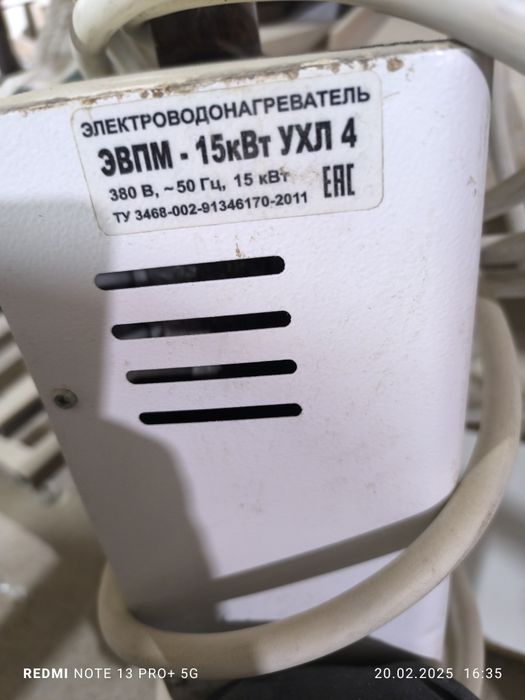 ЭЛЕКТРОВОДОНАГРЕВАТЕЛЬ
ЭВПМ - 15кВт УХЛ 4
380 В, ~ 50 Гц, 15 кВт
ЕАС
ТУ 3468-002-91346170-2011
REDMI NOTE 13 PRO+ 5G
20.02.2025 16:35